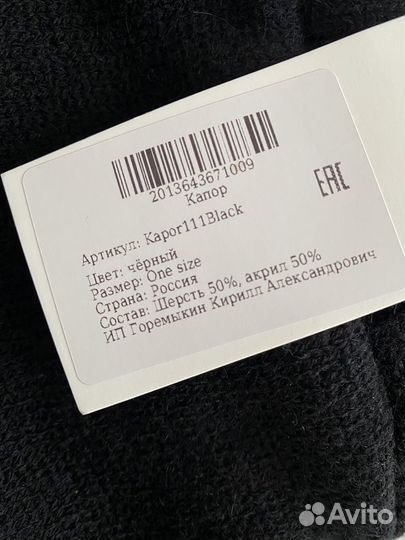 2013643671009
Капор
EAC
Артикул: Kapor111Black
Цвет: чёрный
Размер: One size
Страна: Россия
Состав: Шерсть 50%, акрил 50%
ИП Горемыкин Кирилл Александрович
Avito